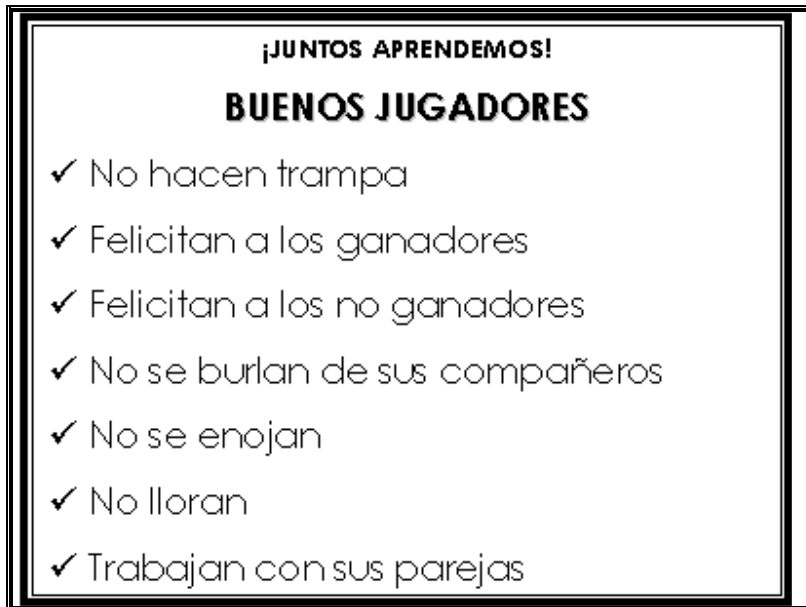 ¡JUNTOS APRENDEMOS!
BUENOS JUGADORES
✓ No hacen trampa
✓ Felicitan a los ganadores
✓ Felicitan a los no ganadores
✓ No se burlan de sus compañeros
✓ No se enojan
✓ No lloran
✓ Trabajan con sus parejas